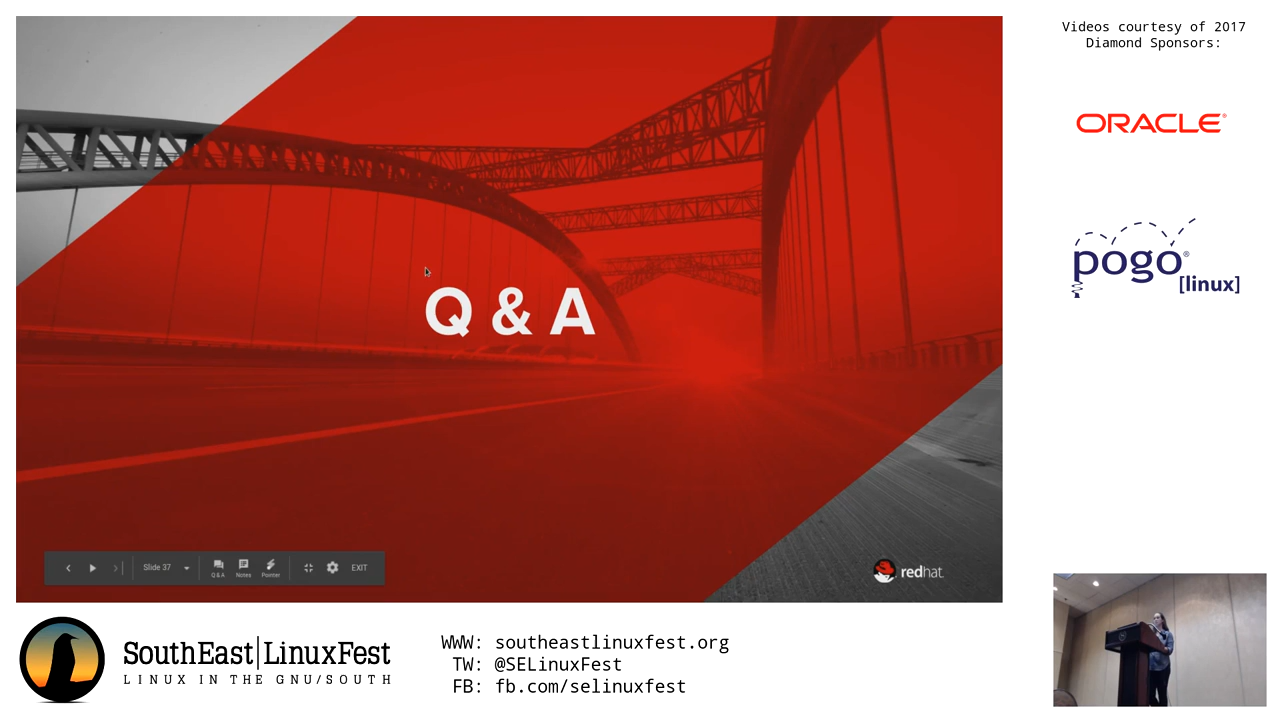 Videos courtesy of 2017
Diamond Sponsors:
ORACLE®
pogo®
[linux]
Q & A
Slide 37
Q & A
Notes
Pointer
EXIT
redhat.
SouthEast|LinuxFest
LINUX IN THE GNU/SOUTH
WWW: southeastlinuxfest.org
TW: @SELinuxFest
FB: fb.com/selinuxfest